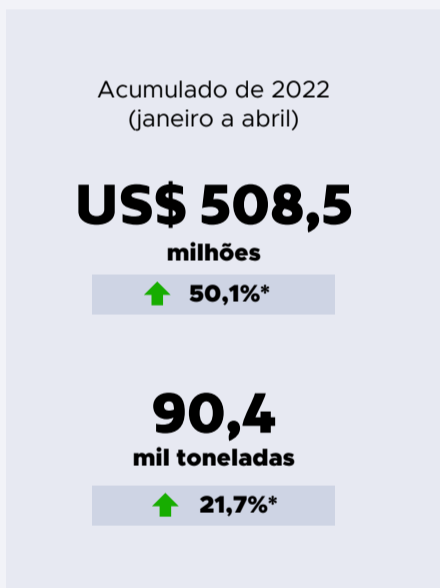 Acumulado de 2022
(janeiro a abril)
US$ 508,5
milhões
50,1%*
90,4
mil toneladas
21,7%*